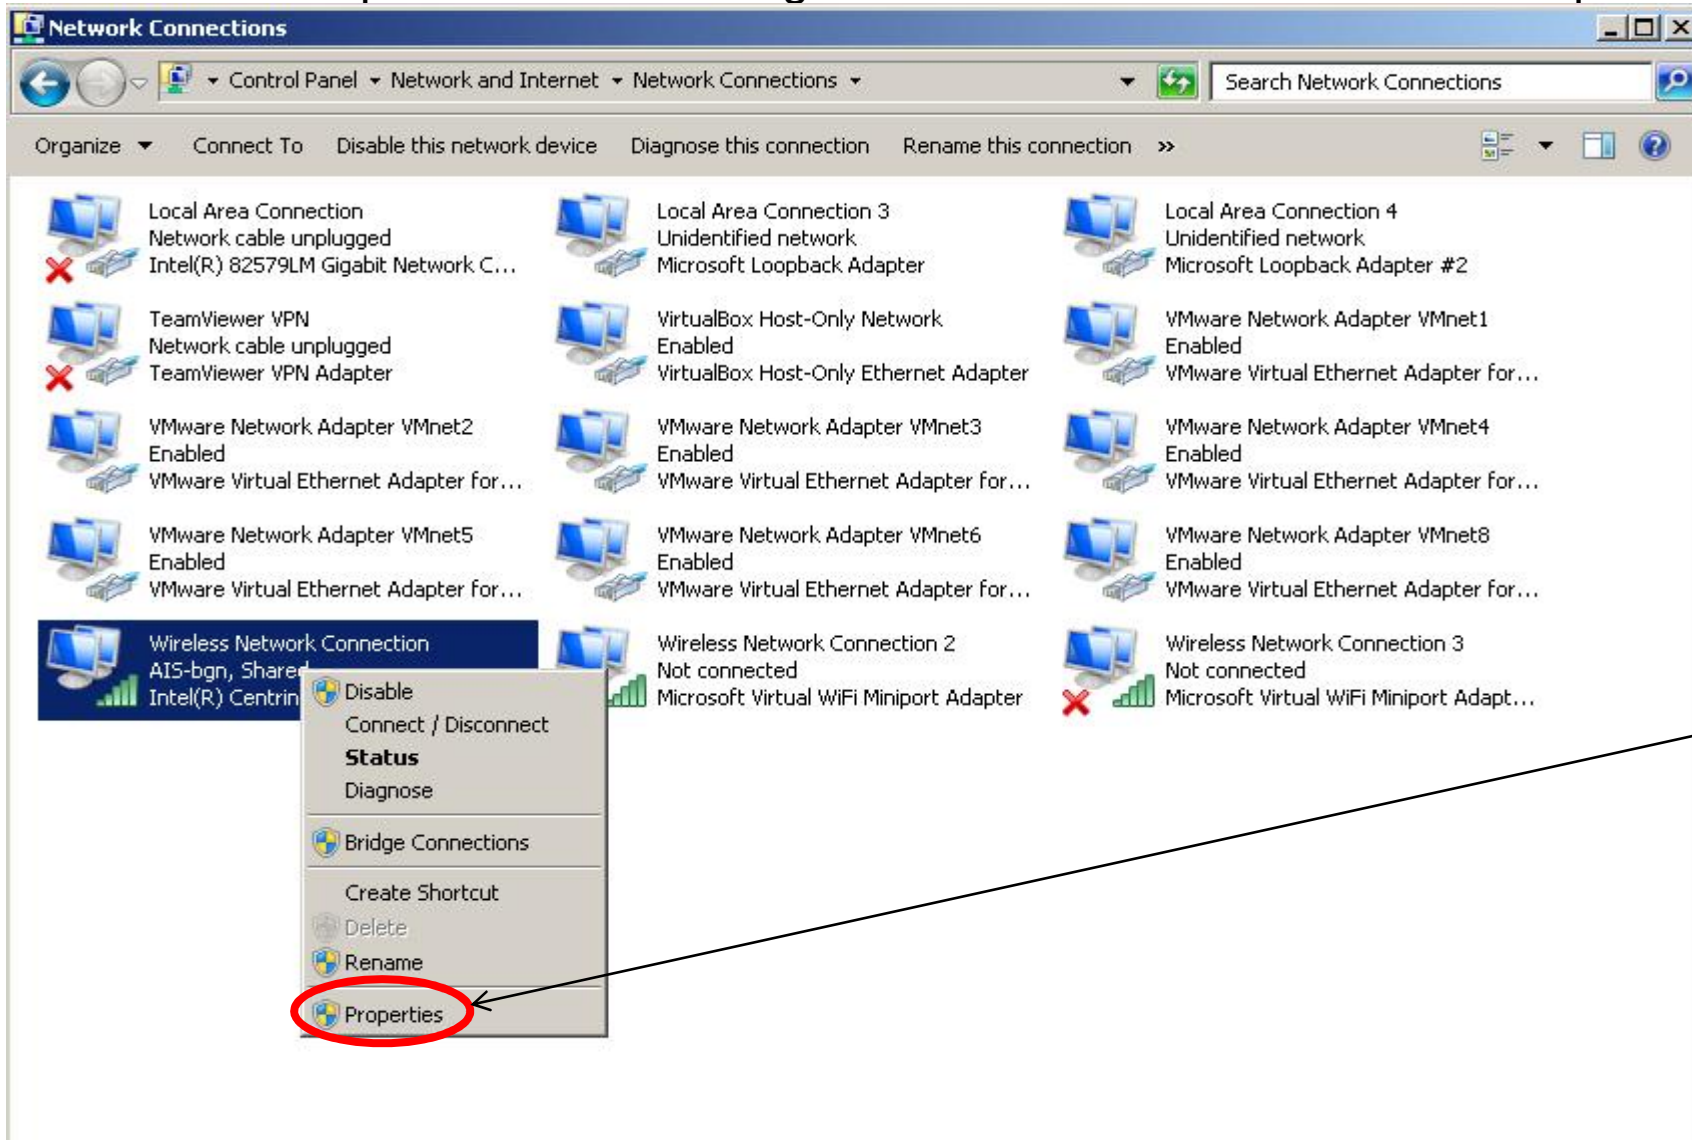 Network Connections
Control Panel Network and Internet Network Connections
Search Network Connections
Organize Connect To Disable this network device Diagnose this connection Rename this connection »
Local Area Connection
Network cable unplugged
Intel(R) 82579LM Gigabit Network C...
Local Area Connection 3
Unidentified network
Microsoft Loopback Adapter
Local Area Connection 4
Unidentified network
Microsoft Loopback Adapter #2
TeamViewer VPN
Network cable unplugged
TeamViewer VPN Adapter
VirtualBox Host-Only Network
Enabled
VirtualBox Host-Only Ethernet Adapter
VMware Network Adapter VMnet1
Enabled
VMware Virtual Ethernet Adapter for...
VMware Network Adapter VMnet2
Enabled
VMware Virtual Ethernet Adapter for...
VMware Network Adapter VMnet3
Enabled
VMware Virtual Ethernet Adapter for...
VMware Network Adapter VMnet4
Enabled
VMware Virtual Ethernet Adapter for...
VMware Network Adapter VMnet5
Enabled
VMware Virtual Ethernet Adapter for...
VMware Network Adapter VMnet6
Enabled
VMware Virtual Ethernet Adapter for...
VMware Network Adapter VMnet8
Enabled
VMware Virtual Ethernet Adapter for...
Wireless Network Connection
AIS-bgn, Shared
Intel(R) Centrin
Wireless Network Connection 2
Not connected
Microsoft Virtual WiFi Miniport Adapter
Wireless Network Connection 3
Not connected
Microsoft Virtual WiFi Miniport Adapt...
Disable
Connect / Disconnect
Status
Diagnose
Bridge Connections
Create Shortcut
Delete
Rename
Properties